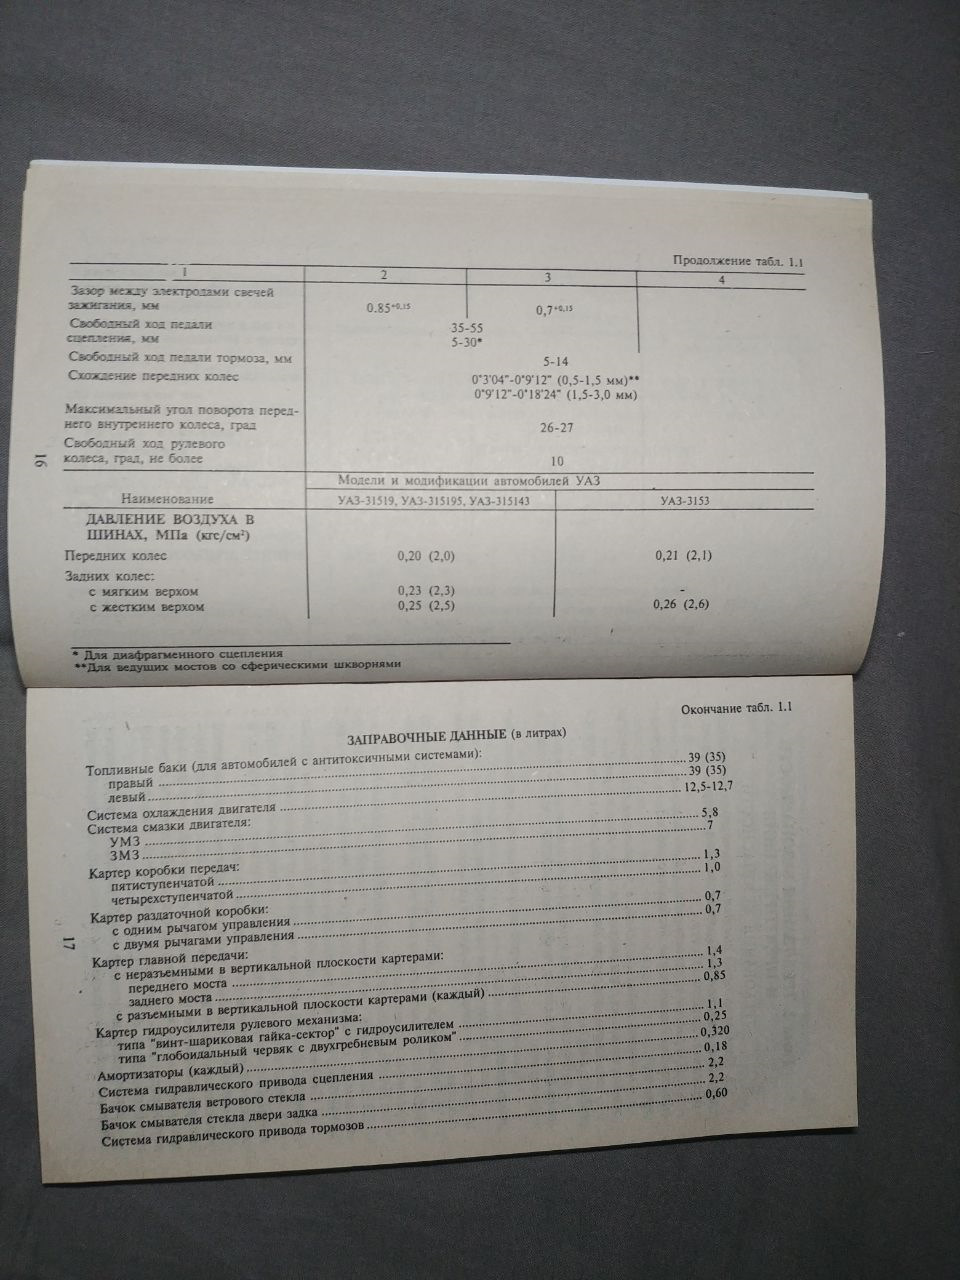 Продолжение табл. 1.1
1 2 3 4
Зазор между электродами свечей
зажигания, мм 0.85+0,15 0,7+0,15
Свободный ход педали 35-55
сцепления, мм 5-30*
Свободный ход педали тормоза, мм 5-14
Схождение передних колес 0°3'04"-0°9'12" (0,5-1,5 мм)**
0°9'12"-0°18'24" (1,5-3,0 мм)
Максимальный угол поворота перед-
него внутреннего колеса, град 26-27
Свободный ход рулевого
колеса, град, не более 10
16
Модели и модификации автомобилей УАЗ
Наименование УАЗ-31519, УАЗ-315195, УАЗ-315143 УАЗ-3153
ДАВЛЕНИЕ ВОЗДУХА В
ШИНАХ, МПа (кгс/см²)
Передних колес 0,20 (2,0) 0,21 (2,1)
Задних колес:
с мягким верхом 0,23 (2,3) -
с жестким верхом 0,25 (2,5) 0,26 (2,6)
* Для диафрагменного сцепления
**Для ведущих мостов со сферическими шкворнями
Окончание табл. 1.1
ЗАПРАВОЧНЫЕ ДАННЫЕ (в литрах)
Топливные баки (для автомобилей с антитоксичными системами):
правый 39 (35)
левый 39 (35)
Система охлаждения двигателя 12,5-12,7
Система смазки двигателя:
УМЗ 5,8
ЗМЗ 7
Картер коробки передач:
пятиступенчатой 1,3
четырехступенчатой 1,0
Картер раздаточной коробки:
с одним рычагом управления 0,7
с двумя рычагами управления 0,7
17
Картер главной передачи:
с неразъемными в вертикальной плоскости картерами:
переднего моста 1,4
заднего моста 1,3
с разъемными в вертикальной плоскости картерами (каждый) 0,85
Картер гидроусилителя рулевого механизма:
типа "винт-шариковая гайка-сектор" с гидроусилителем 1,1
типа "глобоидальный червяк с двухгребневым роликом" 0,25
Амортизаторы (каждый) 0,320
Система гидравлического привода сцепления 0,18
Бачок смывателя ветрового стекла 2,2
Бачок смывателя стекла двери задка 2,2
Система гидравлического привода тормозов 0,60